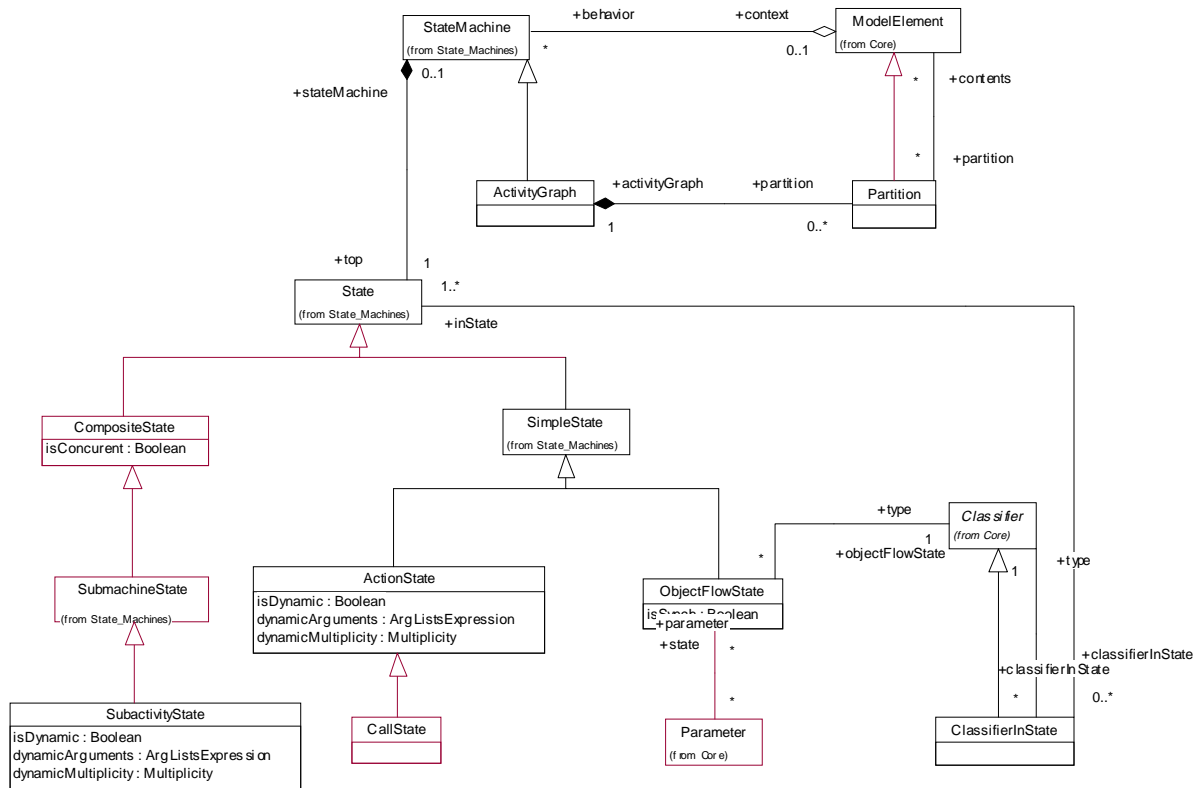 +behavior
+context
StateMachine
(from State_Machines)
ModelElement
(from Core)
*
0..1
0..1
+stateMachine
*
+contents
*
+partition
ActivityGraph
+activityGraph
+partition
Partition
1
0..*
+top
1
State
(from State_Machines)
1..*
+inState
CompositeState
isConcurent : Boolean
SimpleState
(from State_Machines)
+type
Classifier
(from Core)
1
+objectFlowState
*
1
+type
SubmachineState
(from State_Machines)
ActionState
isDynamic : Boolean
dynamicArguments : ArgListsExpression
dynamicMultiplicity : Multiplicity
ObjectFlowState
isSynch : Boolean
+parameter
+state
*
*
+classifierInState
+classifierInState
*
0..*
SubactivityState
isDynamic : Boolean
dynamicArguments : ArgListsExpression
dynamicMultiplicity : Multiplicity
CallState
Parameter
(from Core)
ClassifierInState